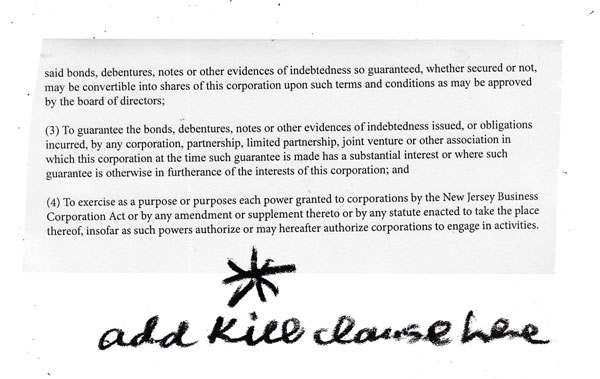 said bonds, debentures, notes or other evidences of indebtedness so guaranteed, whether secured or not,
may be convertible into shares of this corporation upon such terms and conditions as may be approved
by the board of directors;
(3) To guarantee the bonds, debentures, notes or other evidences of indebtedness issued, or obligations
incurred, by any corporation, partnership, limited partnership, joint venture or other association in
which this corporation at the time such guarantee is made has a substantial interest or where such
guarantee is otherwise in furtherance of the interests of this corporation; and
(4) To exercise as a purpose or purposes each power granted to corporations by the New Jersey Business
Corporation Act or by any amendment or supplement thereto or by any statute enacted to take the place
thereof, insofar as such powers authorize or may hereafter authorize corporations to engage in activities.
*
add Kill clause here